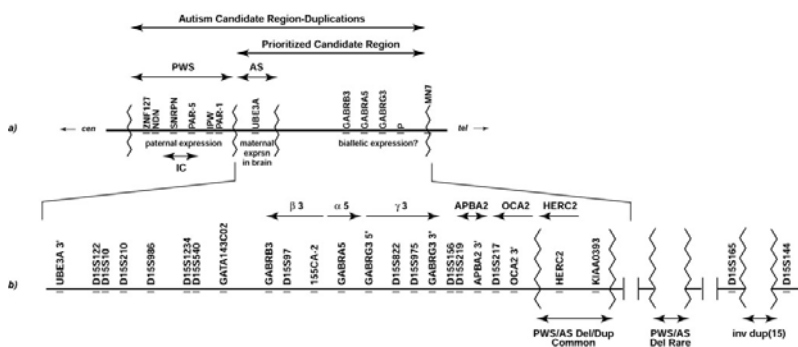 Autism Candidate Region-Duplications
Prioritized Candidate Region
PWS AS
ZNF127 NDN SNRPN PAR-5 IPW PAR-1 UBE3A GABRB3 GABRA5 GABRG3 P MN7
a) cen tel
paternal expression maternal exprsn in brain biallelic expression?
IC
β 3 α 5 γ 3 APBA2 OCA2 HERC2
UBE3A 3' D15S122 D15S10 D15S210 D15S986 D15S1234 D15S540 GATA143C02 GABRB3 D15S97 155CA-2 GABRA5 GABRG3 5' D15S822 D15S975 GABRG3 3' D15S156 D15S219 APBA2 3' D15S217 OCA2 3' HERC2 KIAA0393 D15S165 D15S144
b)
PWS/AS Del/Dup Common PWS/AS Del Rare inv dup(15)